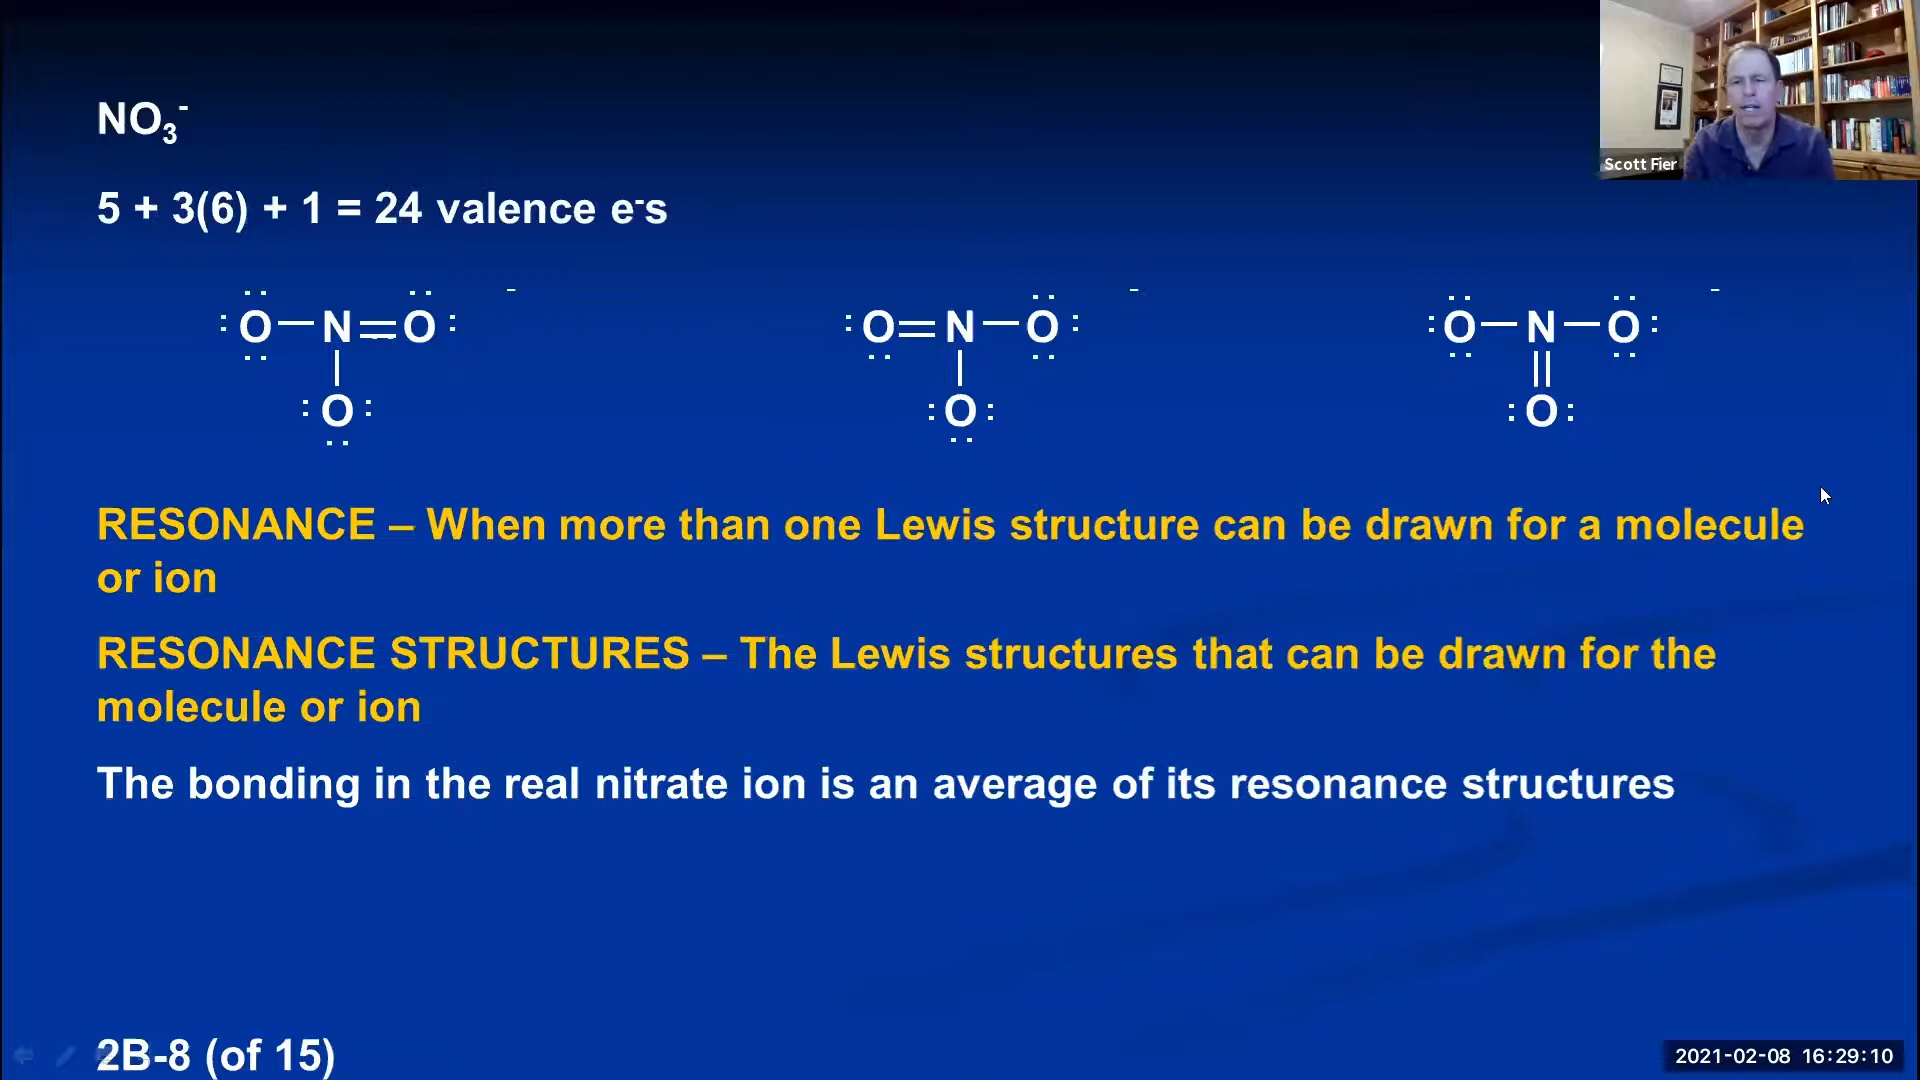 Scott Fier
NO₃⁻
5 + 3(6) + 1 = 24 valence e⁻s
O—N=O⁻ O=N—O⁻ O—N—O⁻
O O O
RESONANCE – When more than one Lewis structure can be drawn for a molecule
or ion
RESONANCE STRUCTURES – The Lewis structures that can be drawn for the
molecule or ion
The bonding in the real nitrate ion is an average of its resonance structures
2B-8 (of 15)
2021-02-08 16:29:10